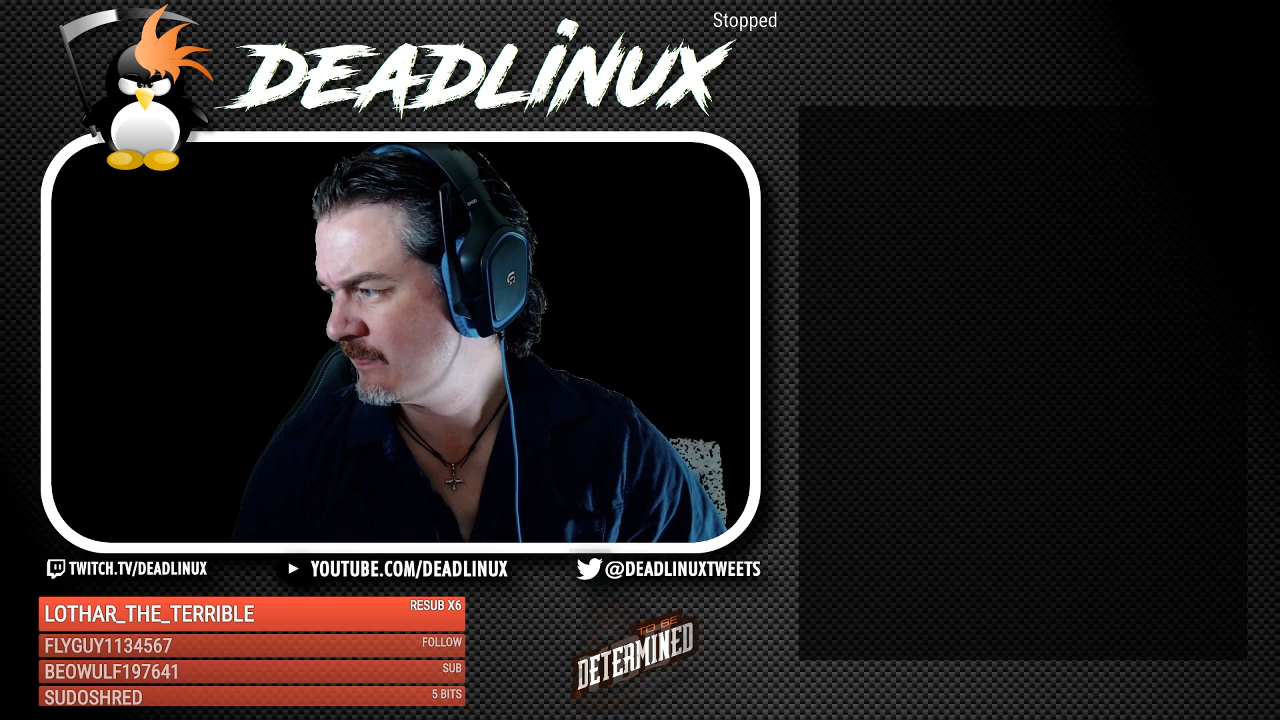 Stopped
DEADLiNUX
TWITCH.TV/DEADLINUX
YOUTUBE.COM/DEADLINUX
@DEADLINUXTWEETS
LOTHAR_THE_TERRIBLE RESUB X6
FLYGUY1134567 FOLLOW
BEOWULF197641 SUB
SUDOSHRED 5 BITS
TO BE
DETERMINED